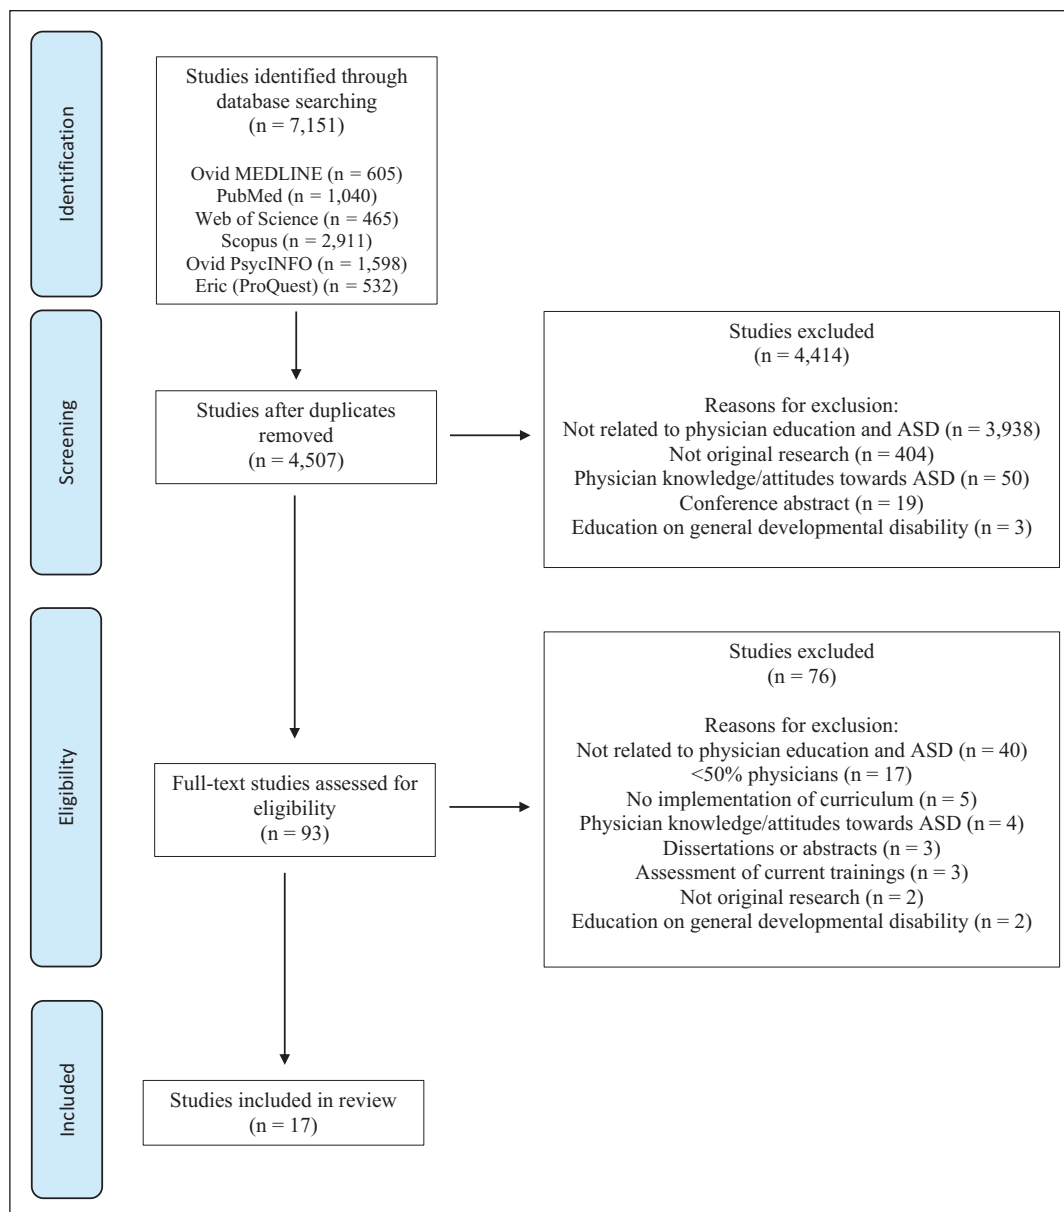 Identification
Studies identified through
database searching
(n = 7,151)
Ovid MEDLINE (n = 605)
PubMed (n = 1,040)
Web of Science (n = 465)
Scopus (n = 2,911)
Ovid PsycINFO (n = 1,598)
Eric (ProQuest) (n = 532)
Screening
Studies after duplicates
removed
(n = 4,507)
Studies excluded
(n = 4,414)
Reasons for exclusion:
Not related to physician education and ASD (n = 3,938)
Not original research (n = 404)
Physician knowledge/attitudes towards ASD (n = 50)
Conference abstract (n = 19)
Education on general developmental disability (n = 3)
Eligibility
Full-text studies assessed for
eligibility
(n = 93)
Studies excluded
(n = 76)
Reasons for exclusion:
Not related to physician education and ASD (n = 40)
<50% physicians (n = 17)
No implementation of curriculum (n = 5)
Physician knowledge/attitudes towards ASD (n = 4)
Dissertations or abstracts (n = 3)
Assessment of current trainings (n = 3)
Not original research (n = 2)
Education on general developmental disability (n = 2)
Included
Studies included in review
(n = 17)